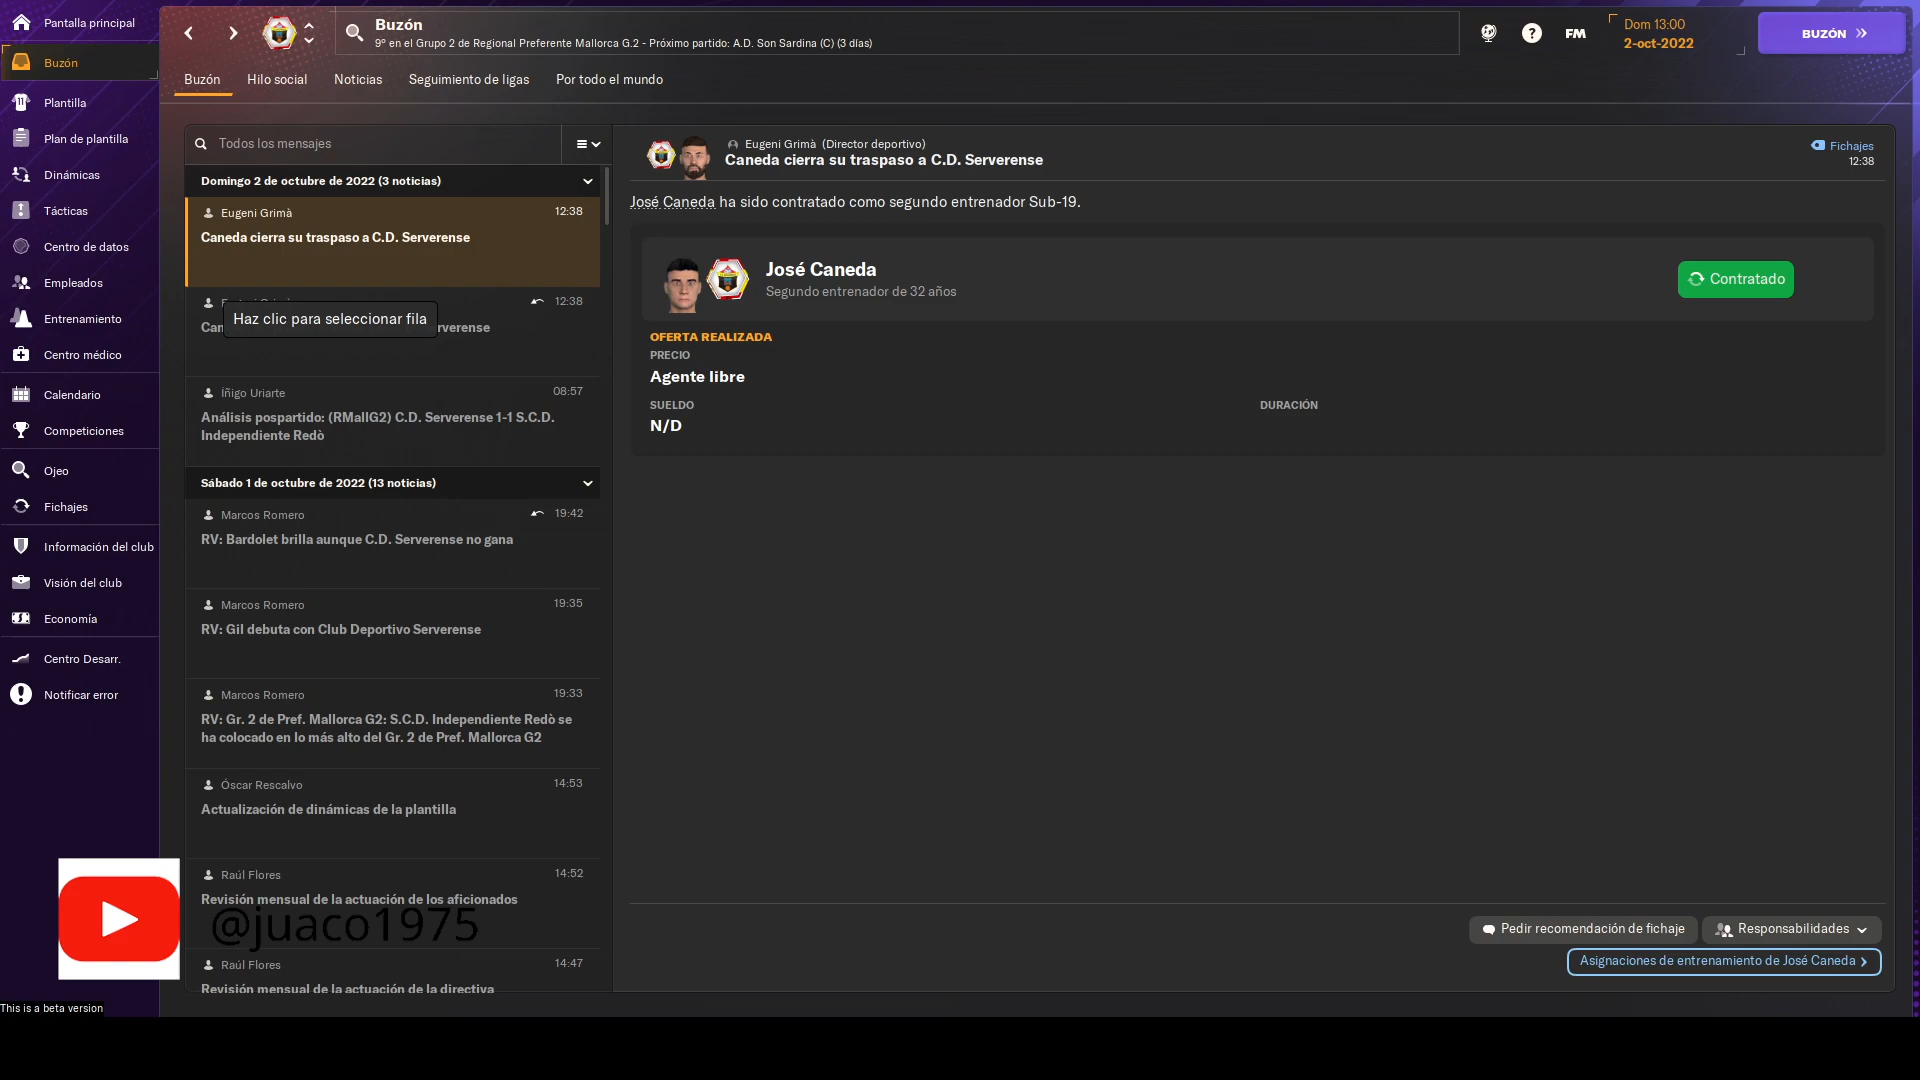 Pantalla principal
Buzón
Plantilla
Plan de plantilla
Dinámicas
Tácticas
Centro de datos
Empleados
Entrenamiento
Centro médico
Calendario
Competiciones
Ojeo
Fichajes
Información del club
Visión del club
Economía
Centro Desarr.
Notificar error
Buzón
9º en el Grupo 2 de Regional Preferente Mallorca G.2 - Próximo partido: A.D. Son Sardina (C) (3 días)
FM
Dom 13:00
2-oct-2022
BUZÓN
Buzón
Hilo social
Noticias
Seguimiento de ligas
Por todo el mundo
Todos los mensajes
Domingo 2 de octubre de 2022 (3 noticias)
Eugeni Grimà 12:38
Caneda cierra su traspaso a C.D. Serverense
12:38
Can rverense
Haz clic para seleccionar fila
Íñigo Uriarte 08:57
Análisis pospartido: (RMallG2) C.D. Serverense 1-1 S.C.D.
Independiente Redò
Sábado 1 de octubre de 2022 (13 noticias)
Marcos Romero 19:42
RV: Bardolet brilla aunque C.D. Serverense no gana
Marcos Romero 19:35
RV: Gil debuta con Club Deportivo Serverense
Marcos Romero 19:33
RV: Gr. 2 de Pref. Mallorca G2: S.C.D. Independiente Redò se
ha colocado en lo más alto del Gr. 2 de Pref. Mallorca G2
Óscar Rescalvo 14:53
Actualización de dinámicas de la plantilla
Raúl Flores 14:52
Revisión mensual de la actuación de los aficionados
@juaco1975
Raúl Flores 14:47
Revisión mensual de la actuación de la directiva
Eugeni Grimà (Director deportivo)
Caneda cierra su traspaso a C.D. Serverense
Fichajes
12:38
José Caneda ha sido contratado como segundo entrenador Sub-19.
José Caneda
Segundo entrenador de 32 años
Contratado
OFERTA REALIZADA
PRECIO
Agente libre
SUELDO DURACIÓN
N/D
Pedir recomendación de fichaje
Responsabilidades
Asignaciones de entrenamiento de José Caneda
This is a beta version